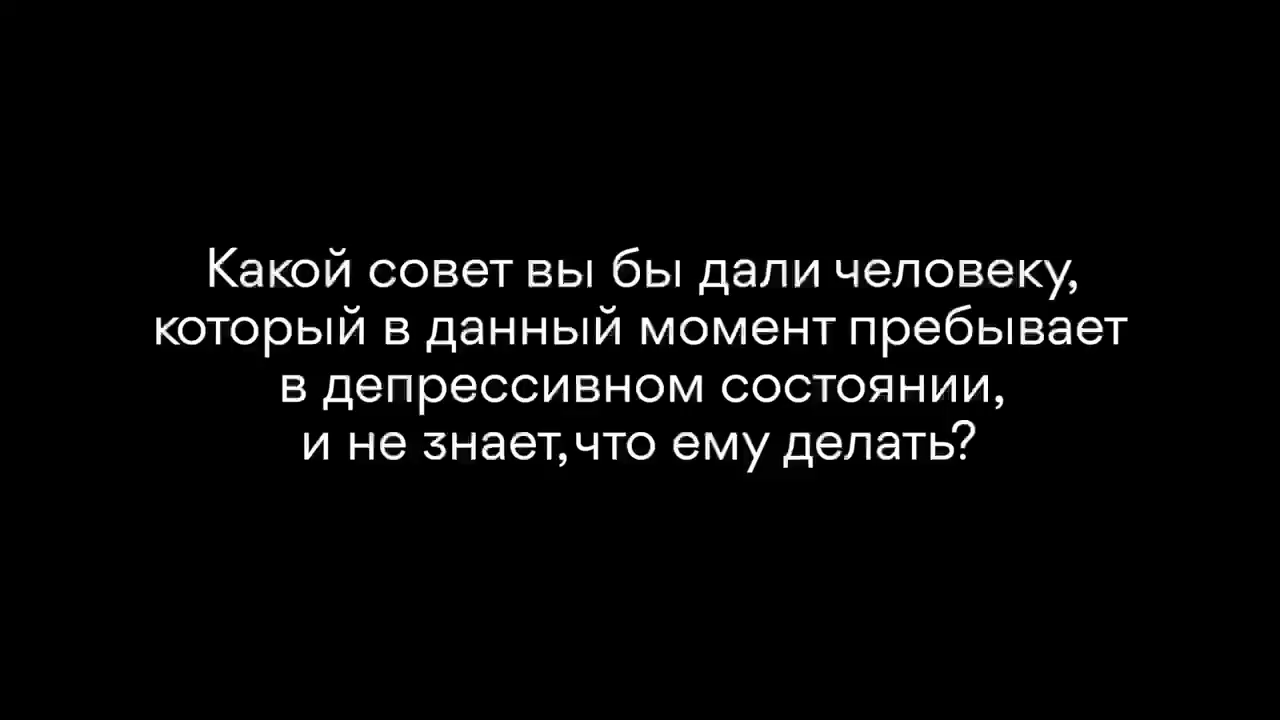 Какой совет вы бы дали человеку,
который в данный момент пребывает
в депрессивном состоянии,
и не знает,что ему делать?